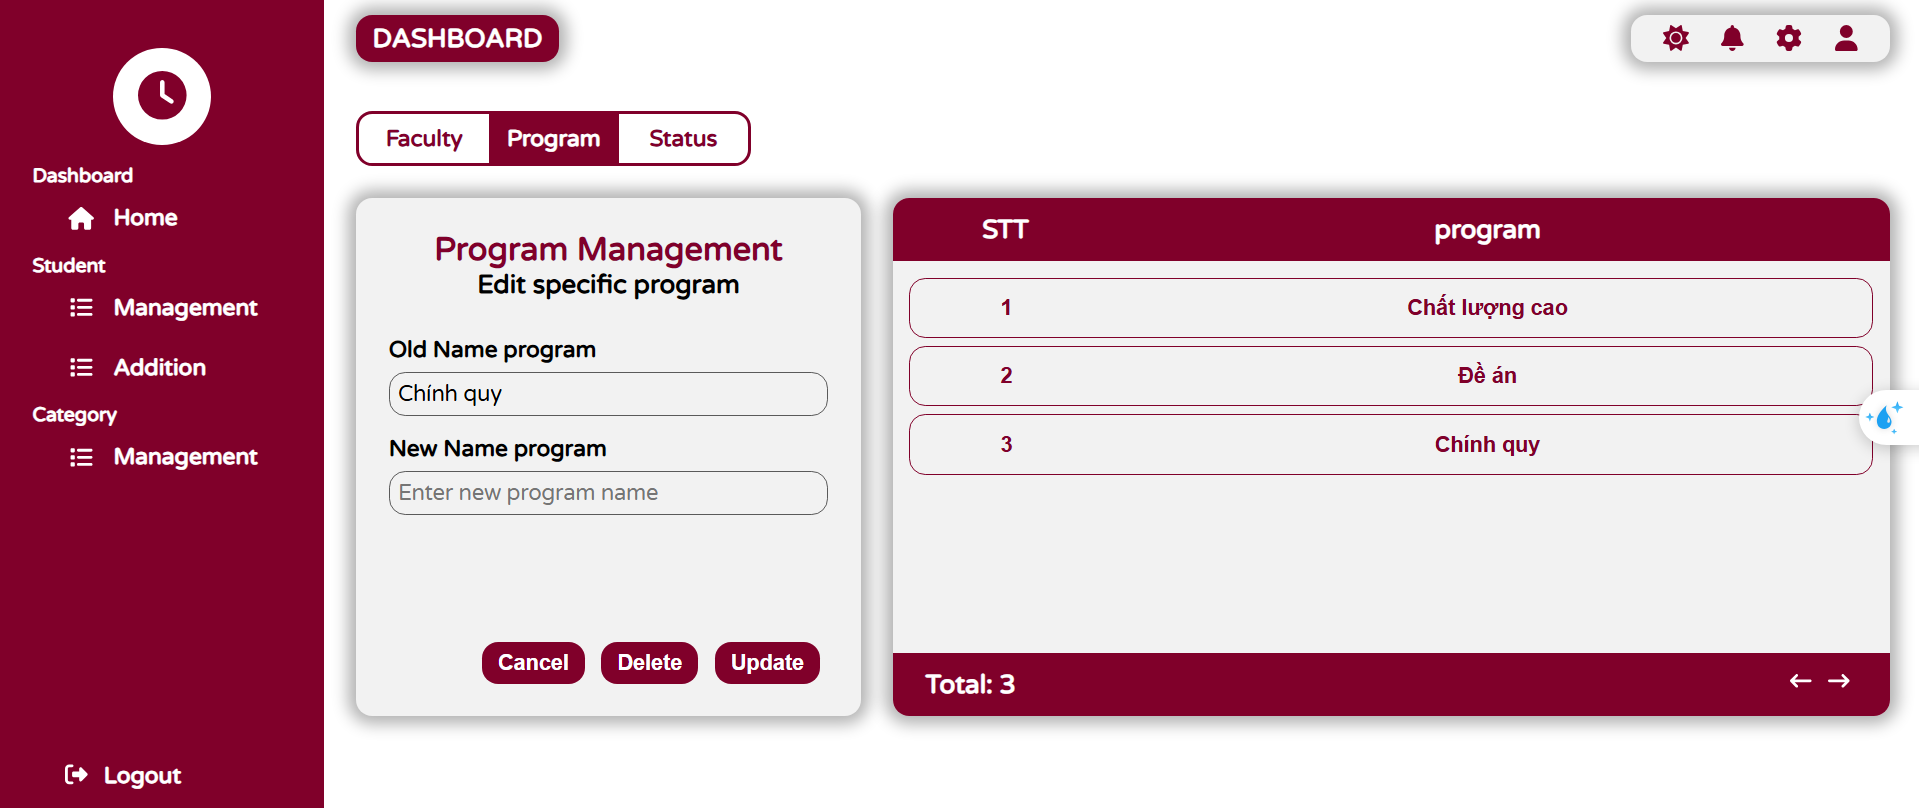 Dashboard
Home
Student
Management
Addition
Category
Management
Logout
DASHBOARD
Faculty
Program
Status
Program Management
Edit specific program
Old Name program
Chính quy
New Name program
Enter new program name
Cancel
Delete
Update
STT program
1 Chất lượng cao
2 Đề án
3 Chính quy
Total: 3